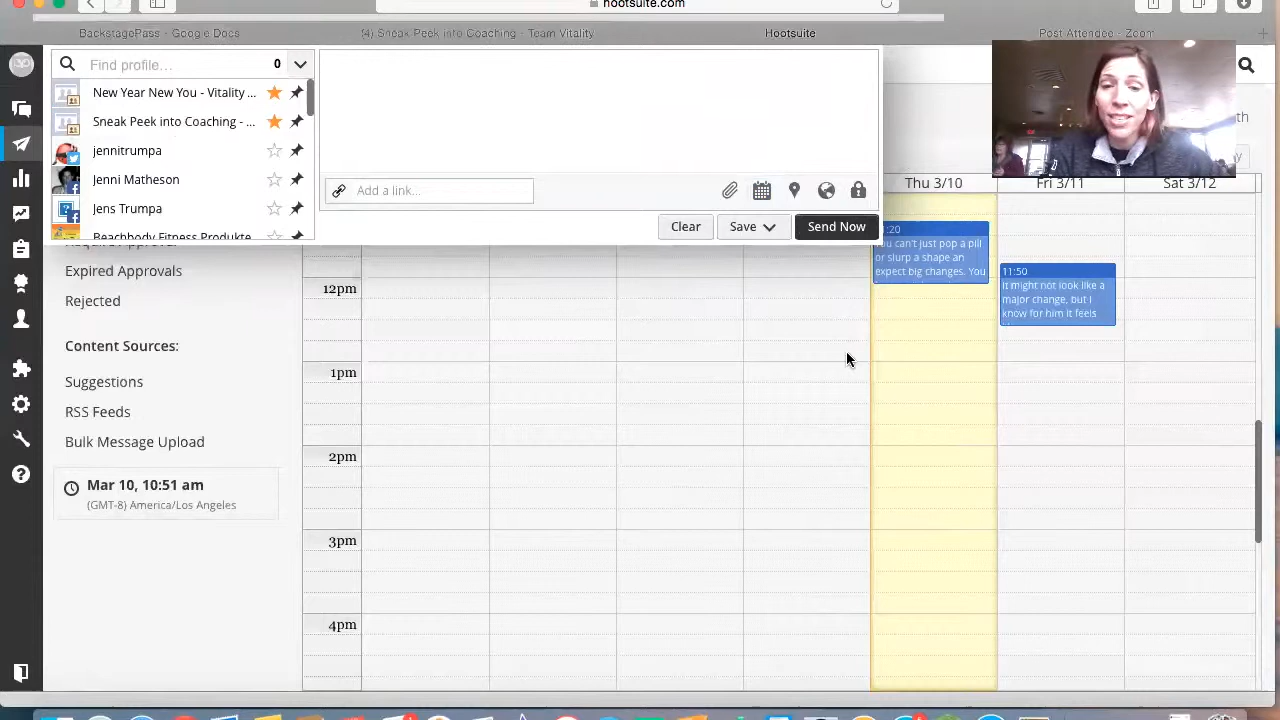 hootsuite.com
BackstagePass - Google Docs
(4) Sneak Peek into Coaching - Team Vitality
Hootsuite
Post Attendee - Zoom
Find profile...
0
New Year New You - Vitality ...
Sneak Peek into Coaching - ...
jennitrumpa
Jenni Matheson
Jens Trumpa
Beachbody Fitness Produkte
Add a link...
Clear
Save
Send Now
Thu 3/10
Fri 3/11
Sat 3/12
:20
You can't just pop a pill
or slurp a shape an
expect big changes. You
11:50
It might not look like a
major change, but I
know for him it feels
Expired Approvals
Rejected
Content Sources:
Suggestions
RSS Feeds
Bulk Message Upload
Mar 10, 10:51 am
(GMT-8) America/Los Angeles
12pm
1pm
2pm
3pm
4pm